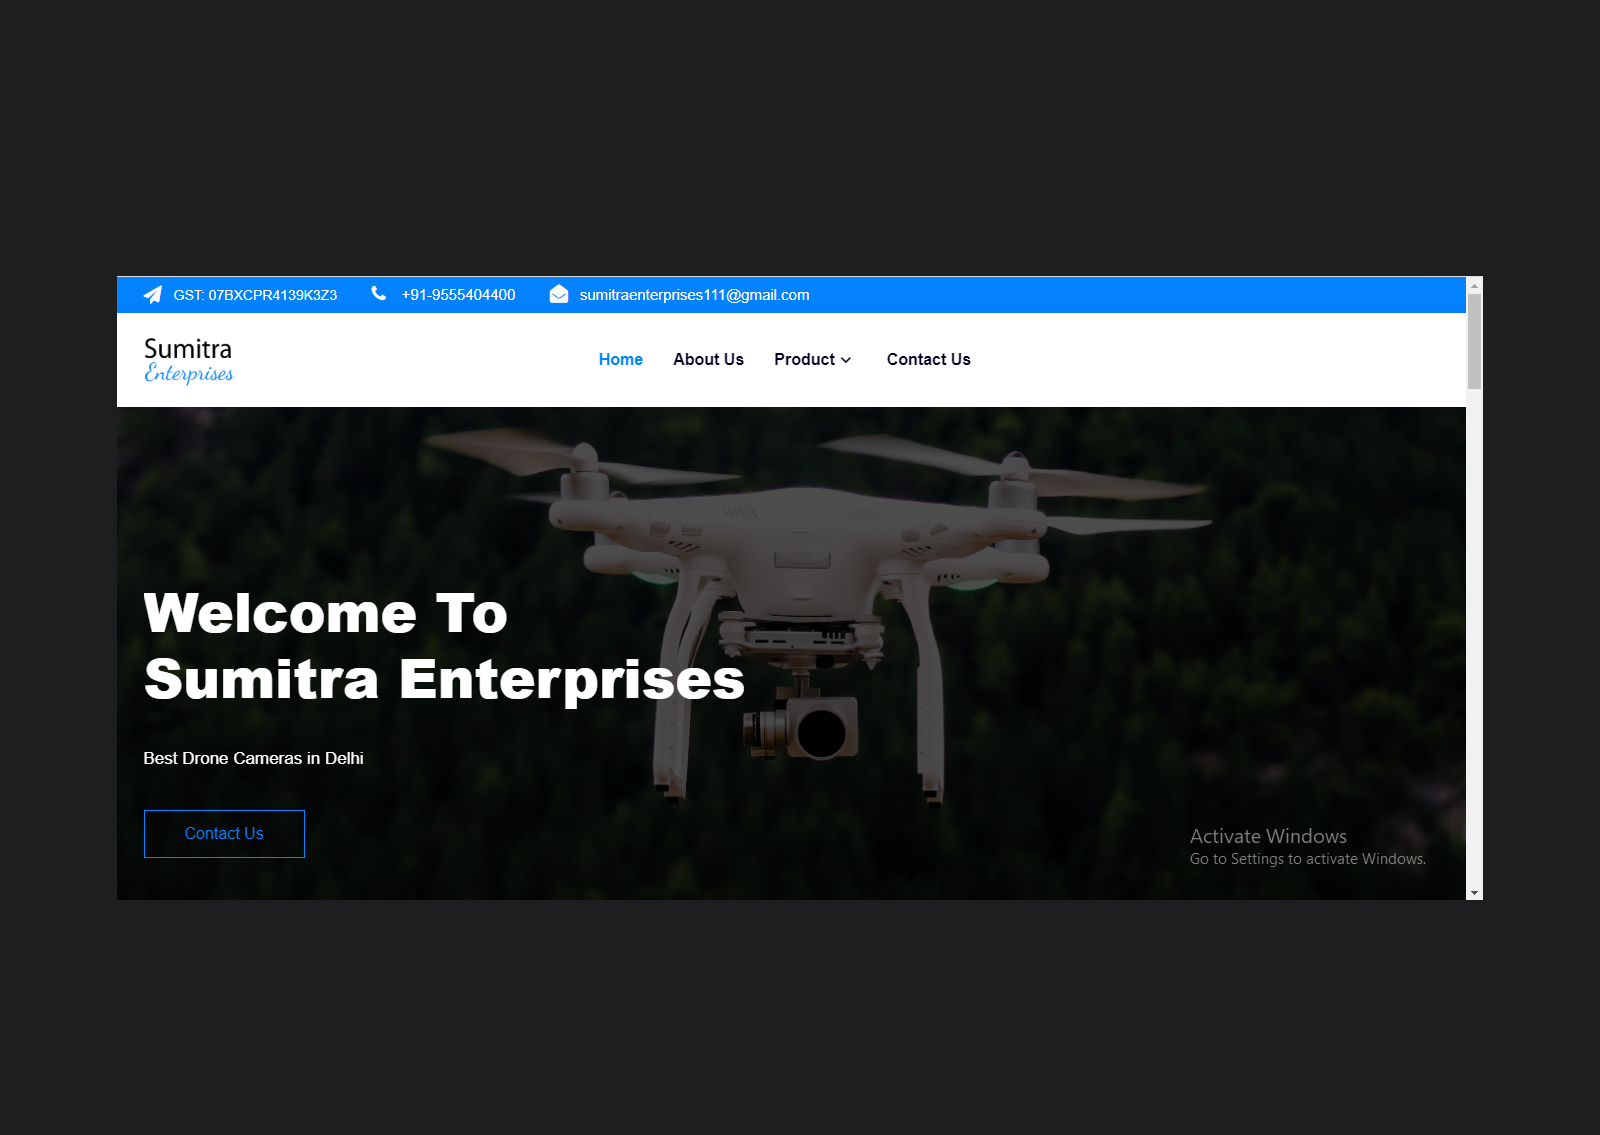 GST: 07BXCPR4139K3Z3 +91-9555404400 sumitraenterprises111@gmail.com
Sumitra
Enterprises
Home About Us Product Contact Us
Welcome To
Sumitra Enterprises
Best Drone Cameras in Delhi
Contact Us
Activate Windows
Go to Settings to activate Windows.